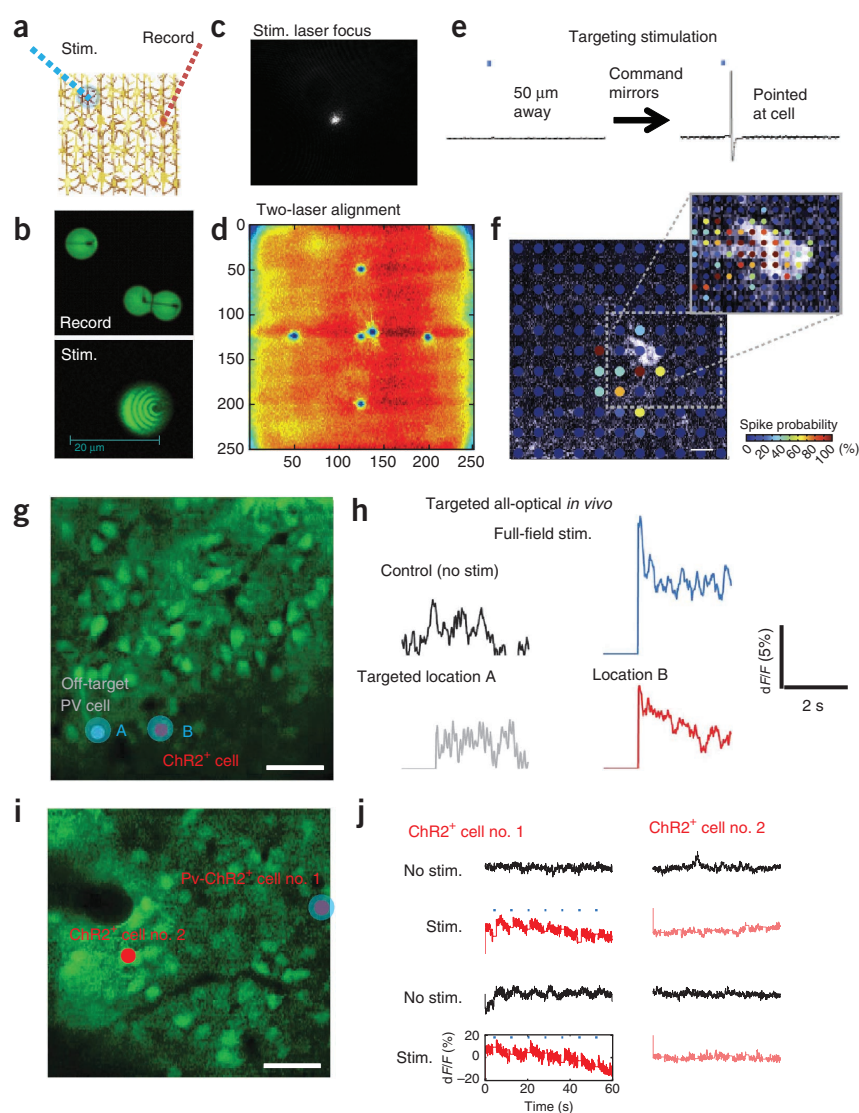 a
Stim.
Record
c
Stim. laser focus
e
Targeting stimulation
50 μm
away
Command
mirrors
Pointed
at cell
b
Record
Stim.
20 μm
d
Two-laser alignment
0
50
100
150
200
250
50
100
150
200
250
f
Spike probability
0
20
40
60
80
100
(%)
g
Off-target
PV cell
A
B
ChR2+ cell
h
Targeted all-optical in vivo
Full-field stim.
Control (no stim)
Targeted location A
Location B
dF/F (5%)
2 s
i
Pv-ChR2+ cell no. 1
ChR2+ cell no. 2
j
ChR2+ cell no. 1
ChR2+ cell no. 2
No stim.
Stim.
No stim.
Stim.
dF/F (%)
20
0
−20
0
20
40
60
Time (s)